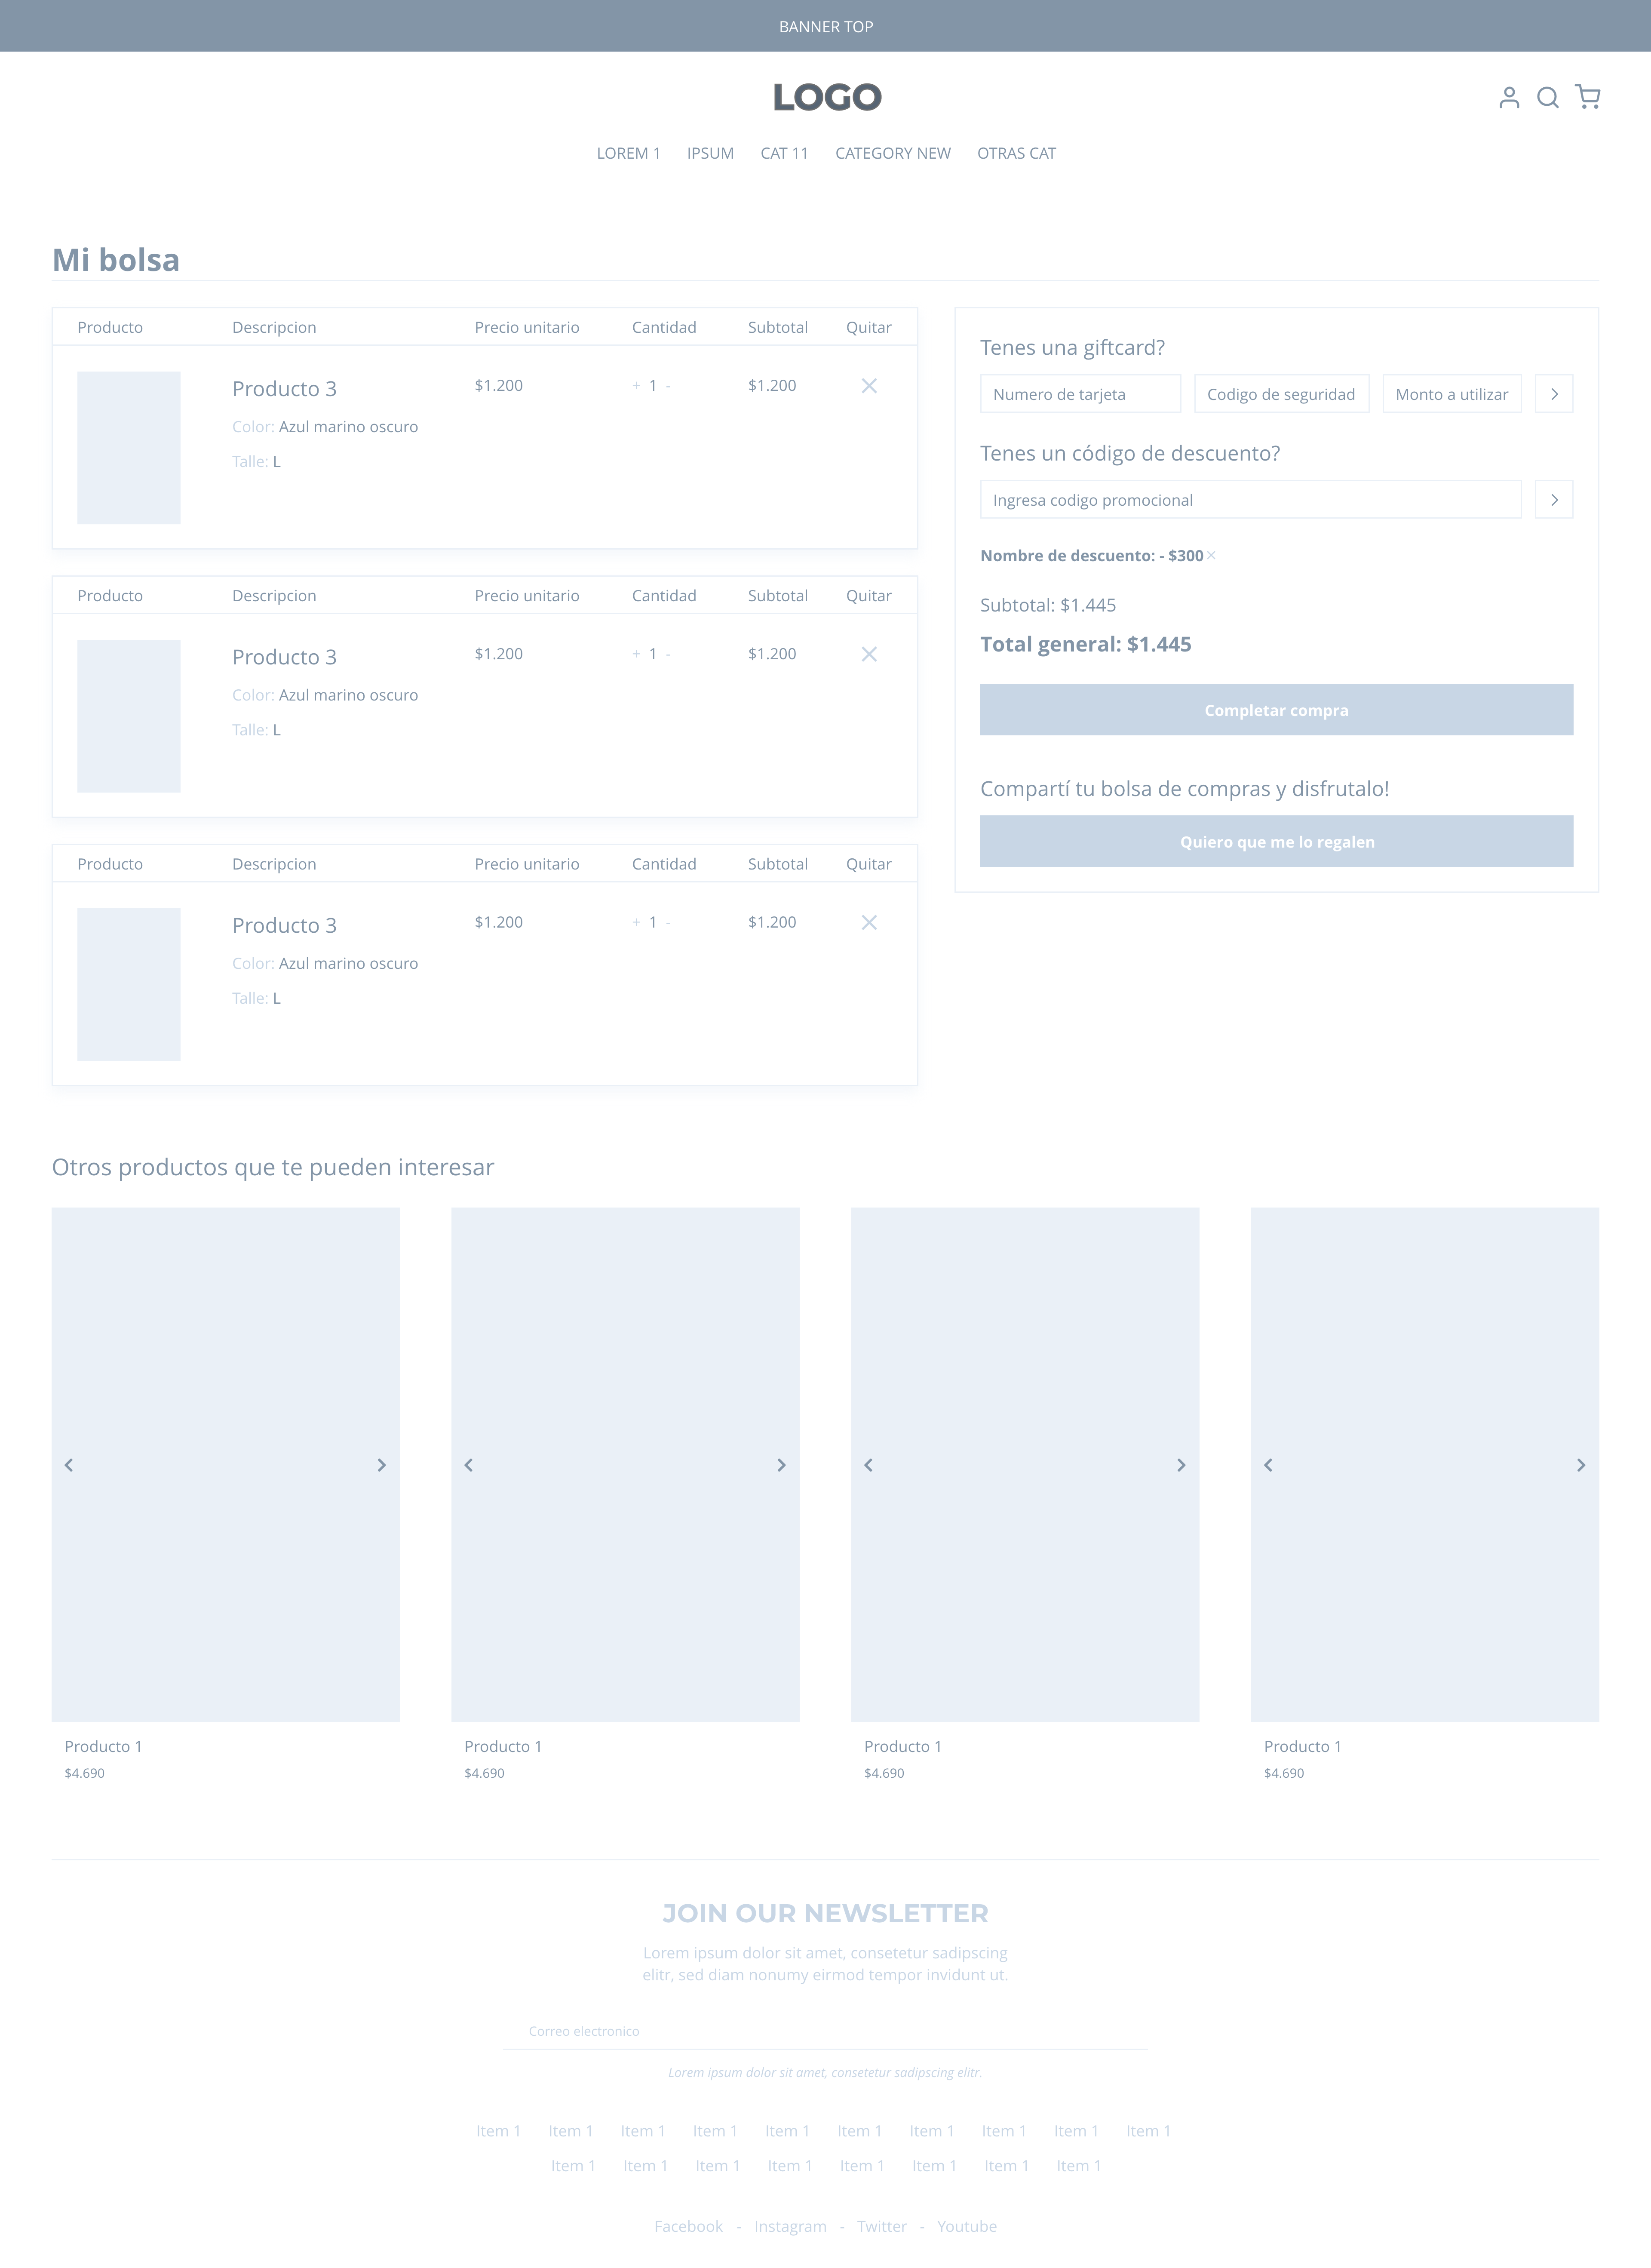 BANNER TOP
LOGO
LOREM 1 IPSUM CAT 11 CATEGORY NEW OTRAS CAT
Mi bolsa
Producto Descripcion Precio unitario Cantidad Subtotal Quitar
Producto 3 $1.200 + 1 - $1.200
Color: Azul marino oscuro
Talle: L
Producto Descripcion Precio unitario Cantidad Subtotal Quitar
Producto 3 $1.200 + 1 - $1.200
Color: Azul marino oscuro
Talle: L
Producto Descripcion Precio unitario Cantidad Subtotal Quitar
Producto 3 $1.200 + 1 - $1.200
Color: Azul marino oscuro
Talle: L
Tenes una giftcard?
Numero de tarjeta Codigo de seguridad Monto a utilizar
Tenes un código de descuento?
Ingresa codigo promocional
Nombre de descuento: - $300
Subtotal: $1.445
Total general: $1.445
Completar compra
Compartí tu bolsa de compras y disfrutalo!
Quiero que me lo regalen
Otros productos que te pueden interesar
Producto 1 Producto 1 Producto 1 Producto 1
$4.690 $4.690 $4.690 $4.690
JOIN OUR NEWSLETTER
Lorem ipsum dolor sit amet, consetetur sadipscing
elitr, sed diam nonumy eirmod tempor invidunt ut.
Correo electronico
Lorem ipsum dolor sit amet, consetetur sadipscing elitr.
Item 1 Item 1 Item 1 Item 1 Item 1 Item 1 Item 1 Item 1 Item 1 Item 1
Item 1 Item 1 Item 1 Item 1 Item 1 Item 1 Item 1 Item 1
Facebook - Instagram - Twitter - Youtube